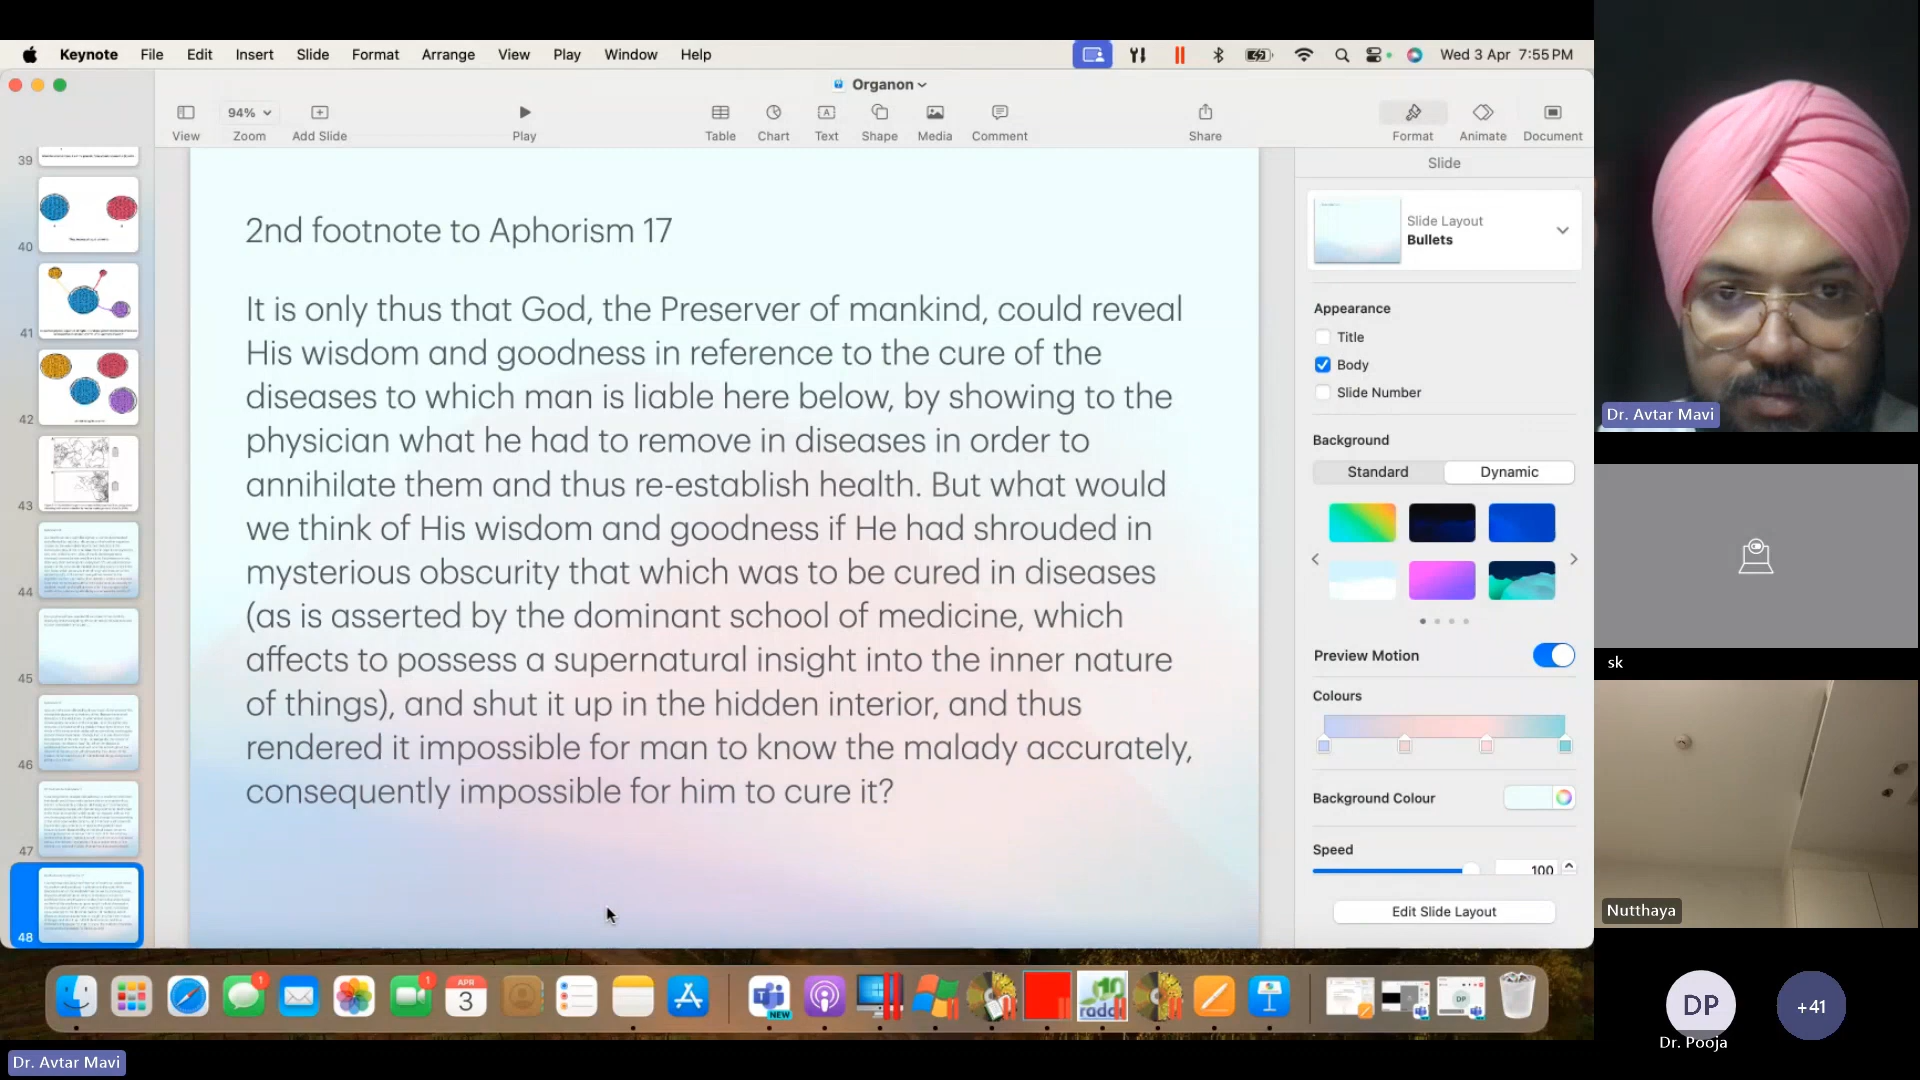 Keynote File Edit Insert Slide Format Arrange View Play Window Help
Wed 3 Apr 7:55 PM
Organon
94%
View Zoom Add Slide Play Table Chart Text Shape Media Comment Share Format Animate Document
39
40
41
42
43
44
45
46
47
48
2nd footnote to Aphorism 17
It is only thus that God, the Preserver of mankind, could reveal
His wisdom and goodness in reference to the cure of the
diseases to which man is liable here below, by showing to the
physician what he had to remove in diseases in order to
annihilate them and thus re-establish health. But what would
we think of His wisdom and goodness if He had shrouded in
mysterious obscurity that which was to be cured in diseases
(as is asserted by the dominant school of medicine, which
affects to possess a supernatural insight into the inner nature
of things), and shut it up in the hidden interior, and thus
rendered it impossible for man to know the malady accurately,
consequently impossible for him to cure it?
Slide
Slide Layout
Bullets
Appearance
Title
Body
Slide Number
Background
Standard Dynamic
Preview Motion
Colours
Background Colour
Speed
100
Edit Slide Layout
Dr. Avtar Mavi
sk
Nutthaya
DP
+41
Dr. Pooja
1
1
APR
3
NEW
DP
Dr. Avtar Mavi